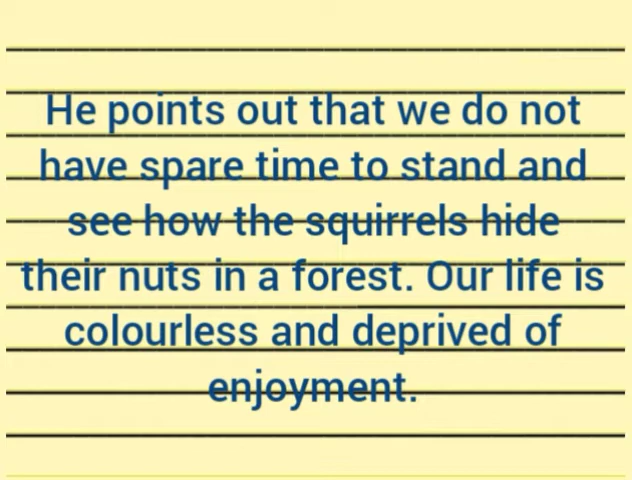 He points out that we do not
have spare time to stand and
see how the squirrels hide
their nuts in a forest. Our life is
colourless and deprived of
enjoyment.